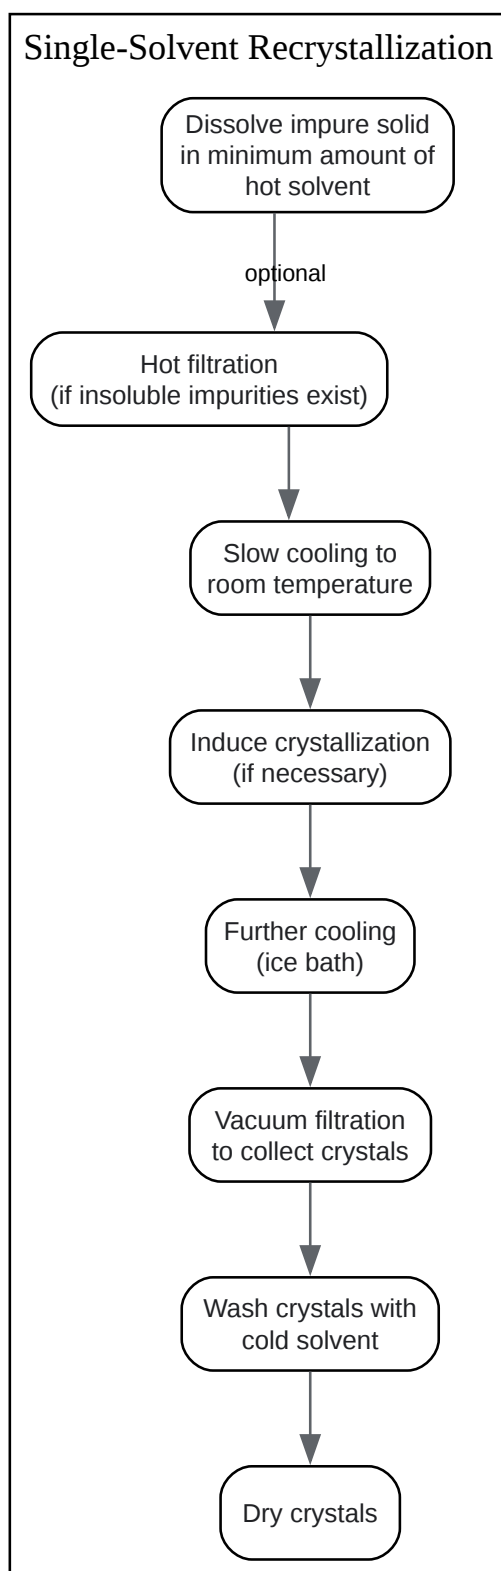 Single-Solvent Recrystallization
Dissolve impure solid
in minimum amount of
hot solvent
optional
Hot filtration
(if insoluble impurities exist)
Slow cooling to
room temperature
Induce crystallization
(if necessary)
Further cooling
(ice bath)
Vacuum filtration
to collect crystals
Wash crystals with
cold solvent
Dry crystals